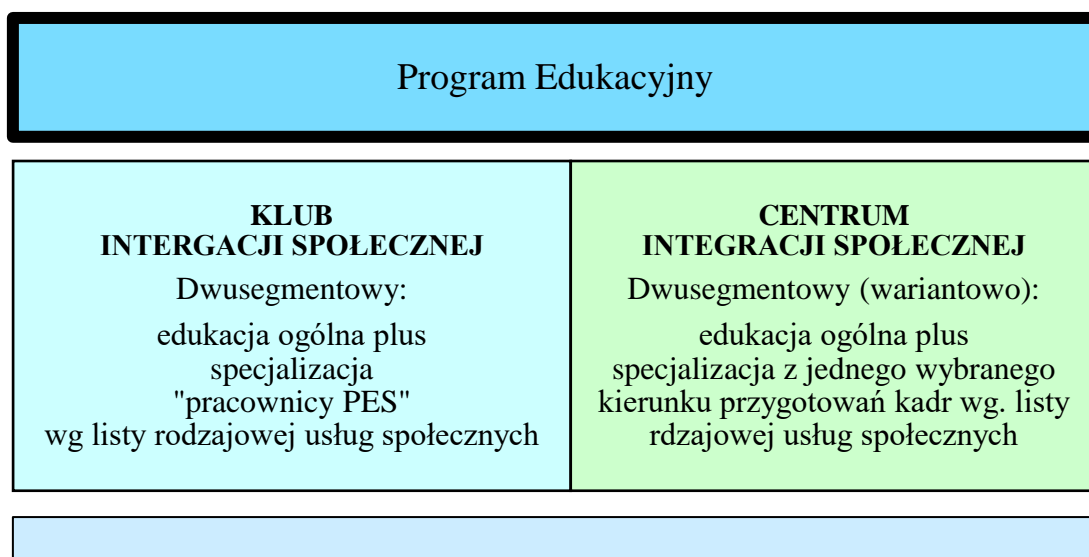 Program Edukacyjny
KLUB
INTERGACJI SPOŁECZNEJ
Dwusegmentowy:
edukacja ogólna plus
specjalizacja
"pracownicy PES"
wg listy rodzajowej usług społecznych
CENTRUM
INTEGRACJI SPOŁECZNEJ
Dwusegmentowy (wariantowo):
edukacja ogólna plus
specjalizacja z jednego wybranego
kierunku przygotowań kadr wg. listy
rdzajowej usług społecznych